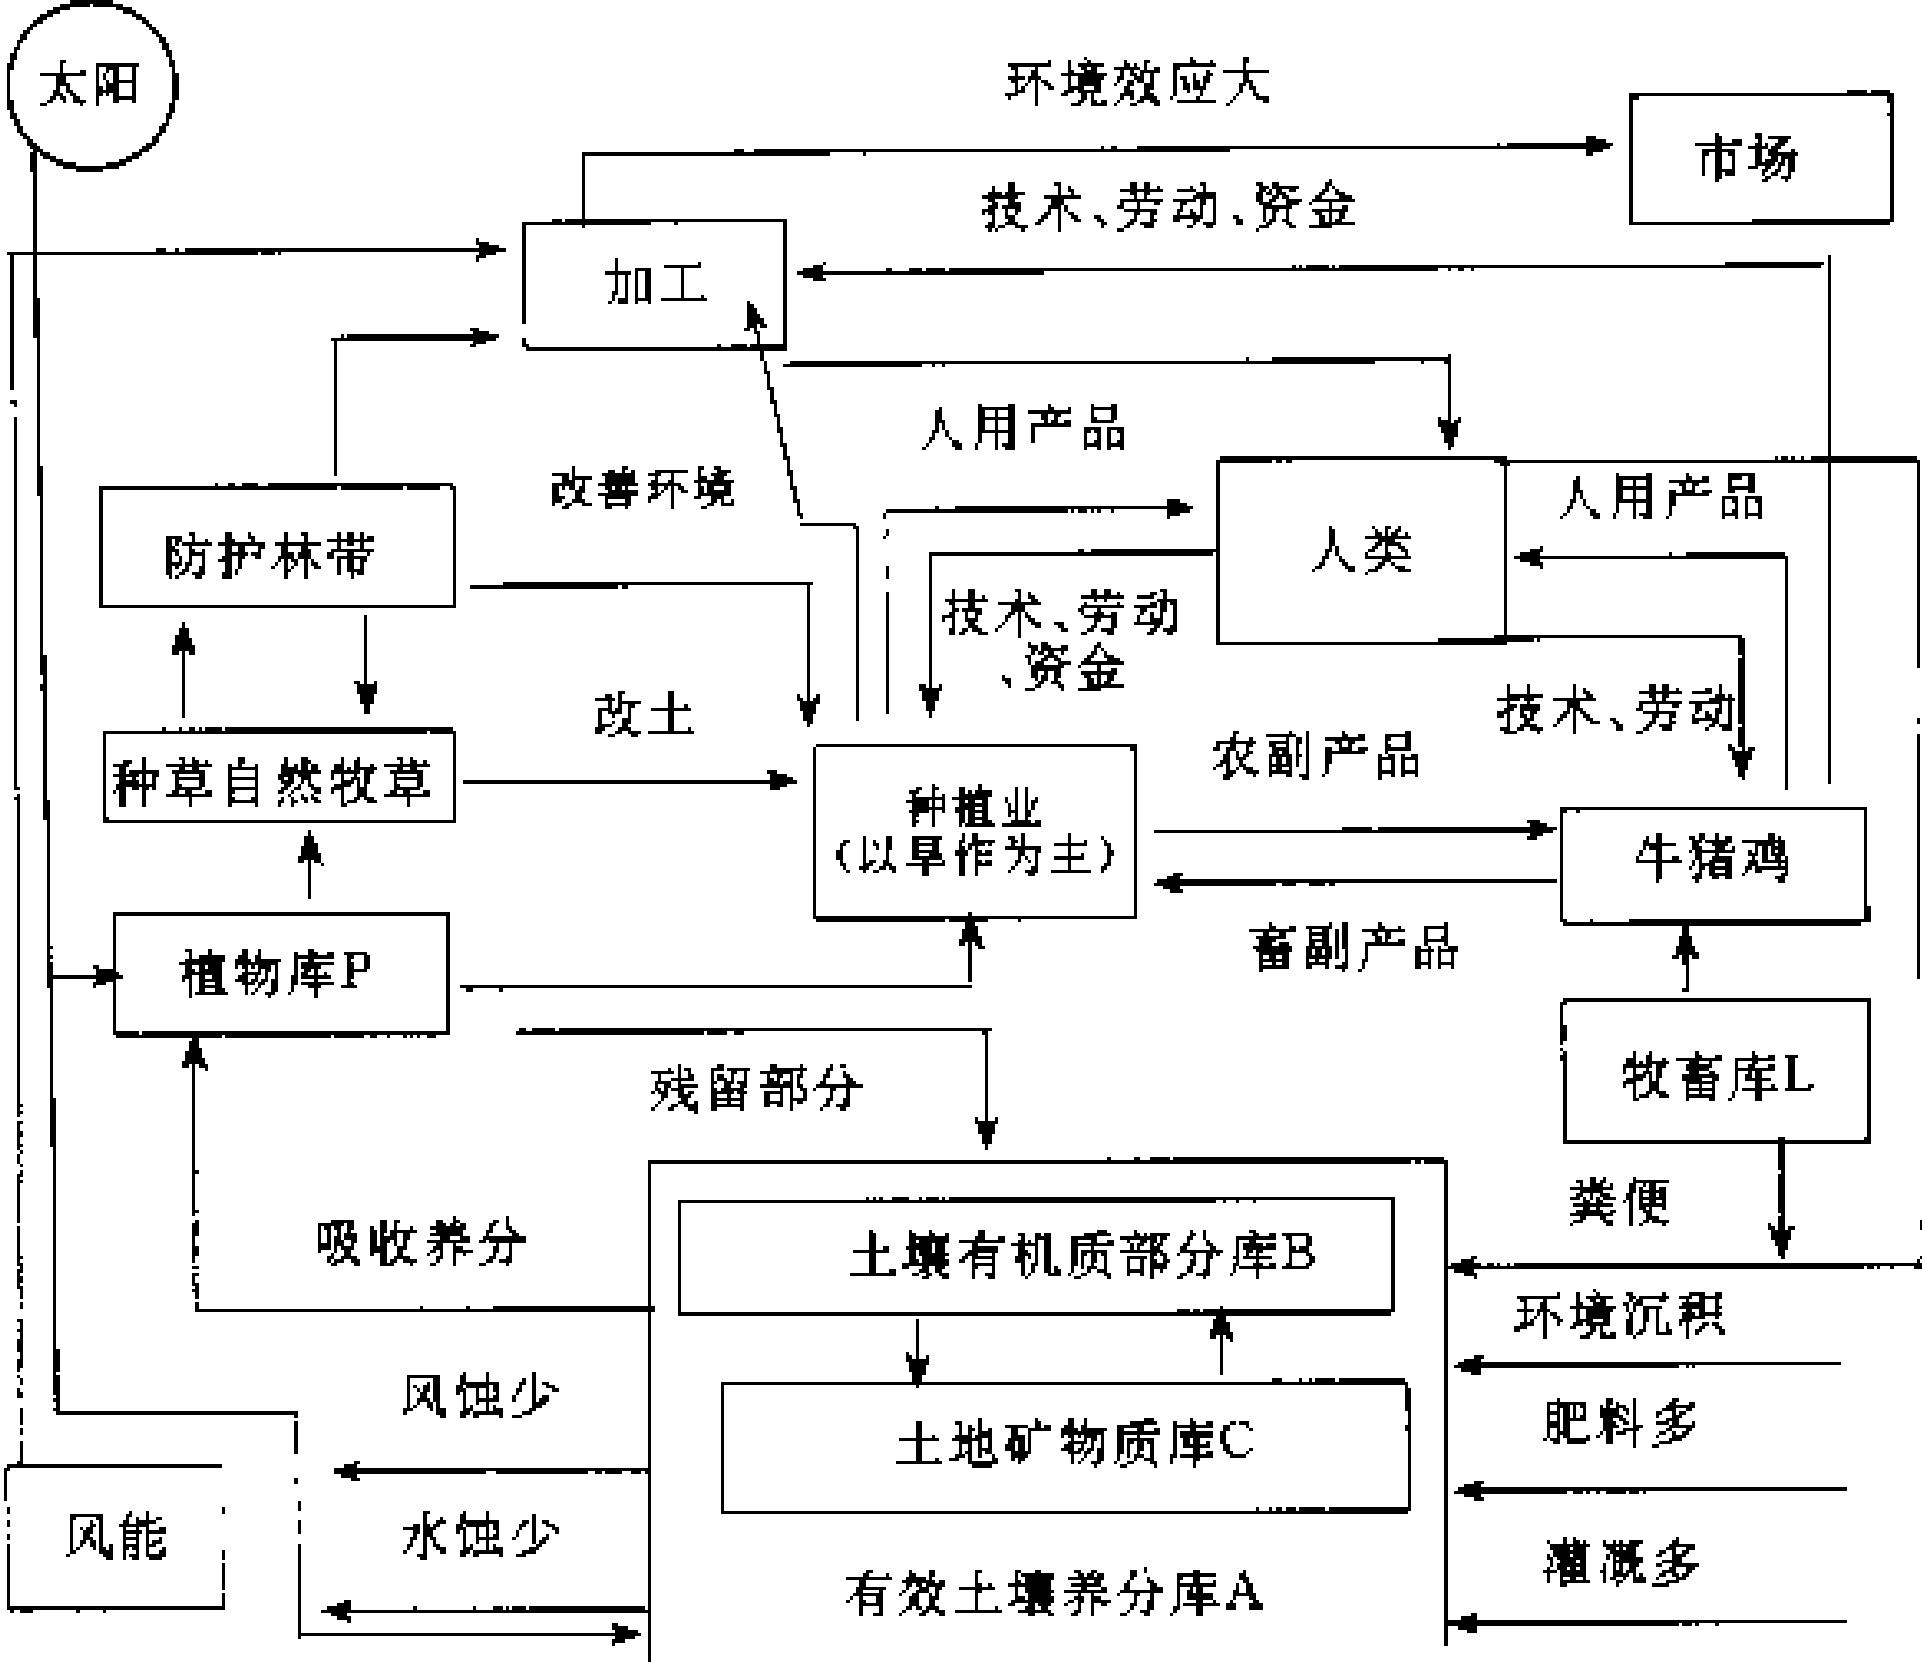 太阳
环境效应大
市场
技术、劳动、资金
加工
人用产品
改善环境
人用产品
防护林带
人类
技术、劳动
、资金
改土
技术、劳动
种草自然牧草
农副产品
种植业
（以旱作为主）
牛猪鸡
植物库P
畜副产品
残留部分
牧畜库L
粪便
吸收养分
土壤有机质部分库B
环境沉积
风蚀少
肥料多
土地矿物质库C
风能
水蚀少
灌溉多
有效土壤养分库A